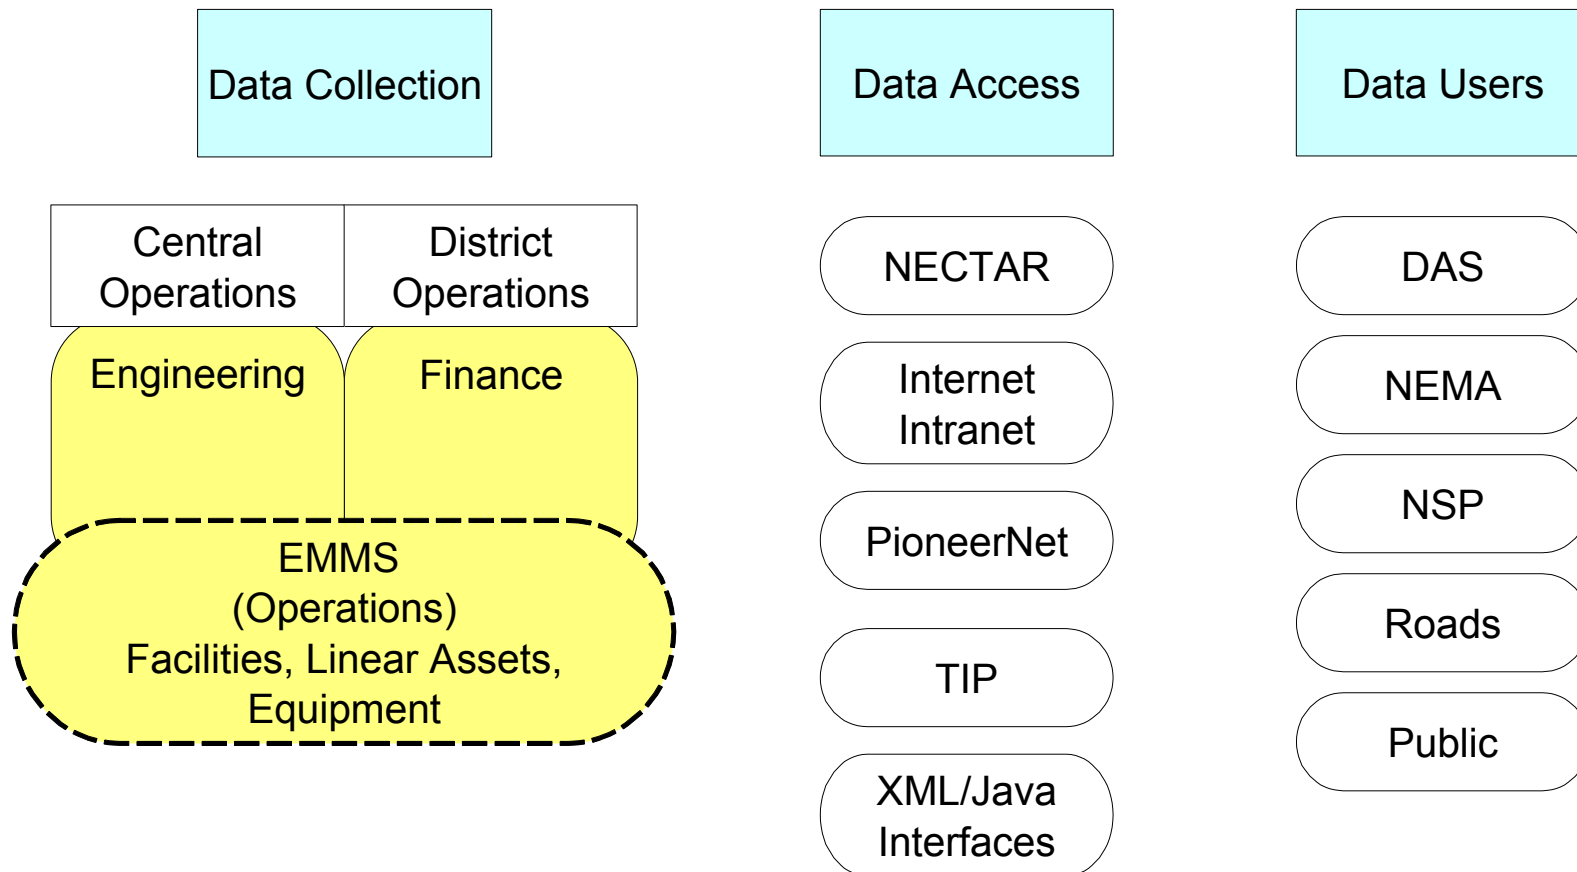 Data Collection
Data Access
Data Users
Central
Operations
District
Operations
Engineering
Finance
EMMS
(Operations)
Facilities, Linear Assets,
Equipment
NECTAR
Internet
Intranet
PioneerNet
TIP
XML/Java
Interfaces
DAS
NEMA
NSP
Roads
Public